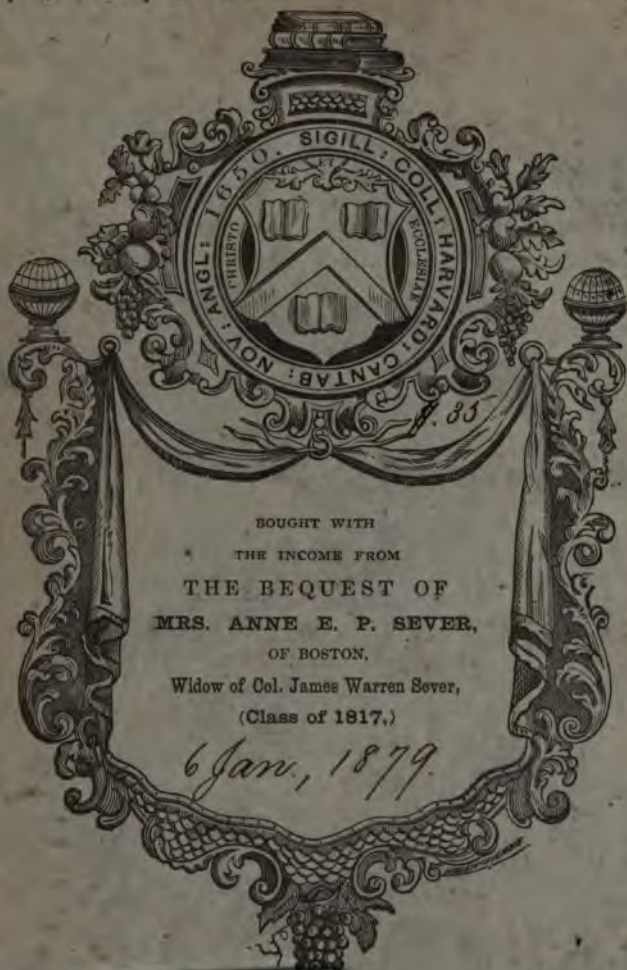 SIGILL: COLL: HARVARD: CANTAB: NOV: ANGL: 1650.
ET
CHRISTO
ECCLESIAE
35
BOUGHT WITH
THE INCOME FROM
THE BEQUEST OF
MRS. ANNE E. P. SEVER,
OF BOSTON,
Widow of Col. James Warren Sever,
(Class of 1817,)
6 Jan., 1879.